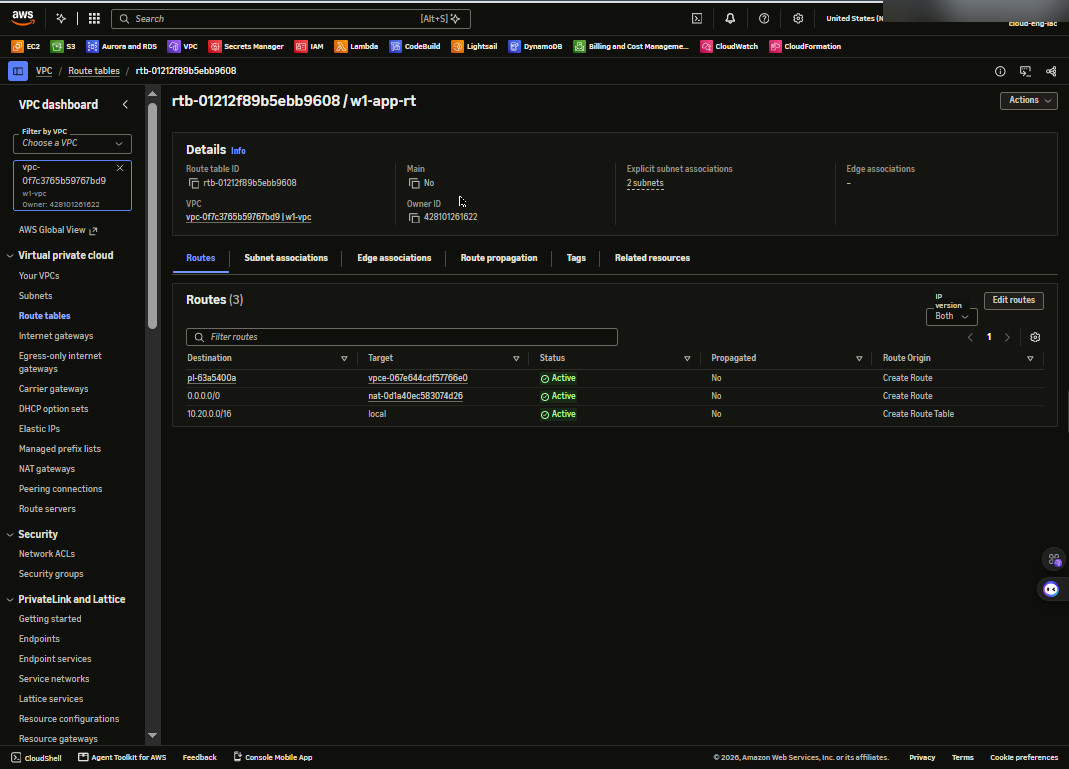 aws
Search [Alt+S]
United States (N
cloud-eng-lac
EC2 S3 Aurora and RDS VPC Secrets Manager IAM Lambda CodeBuild Lightsail DynamoDB Billing and Cost Manageme... CloudWatch CloudFormation
VPC / Route tables / rtb-01212f89b5ebb9608
VPC dashboard
Filter by VPC
Choose a VPC
vpc-
0f7c3765b59767bd9
w1-vpc
Owner: 428101261622
AWS Global View
Virtual private cloud
Your VPCs
Subnets
Route tables
Internet gateways
Egress-only internet
gateways
Carrier gateways
DHCP option sets
Elastic IPs
Managed prefix lists
NAT gateways
Peering connections
Route servers
Security
Network ACLs
Security groups
PrivateLink and Lattice
Getting started
Endpoints
Endpoint services
Service networks
Lattice services
Resource configurations
Resource gateways
rtb-01212f89b5ebb9608 / w1-app-rt
Actions
Details Info
Route table ID
rtb-01212f89b5ebb9608
VPC
vpc-0f7c3765b59767bd9 | w1-vpc
Main
No
Owner ID
428101261622
Explicit subnet associations
2 subnets
Edge associations
–
Routes Subnet associations Edge associations Route propagation Tags Related resources
Routes (3)
IP
version
Both
Edit routes
Filter routes
1
Destination Target Status Propagated Route Origin
pl-63a5400a vpce-067e644cdf57766e0 Active No Create Route
0.0.0.0/0 nat-0d1a40ec583074d26 Active No Create Route
10.20.0.0/16 local Active No Create Route Table
CloudShell Agent Toolkit for AWS Feedback Console Mobile App
© 2026, Amazon Web Services, Inc. or its affiliates. Privacy Terms Cookie preferences